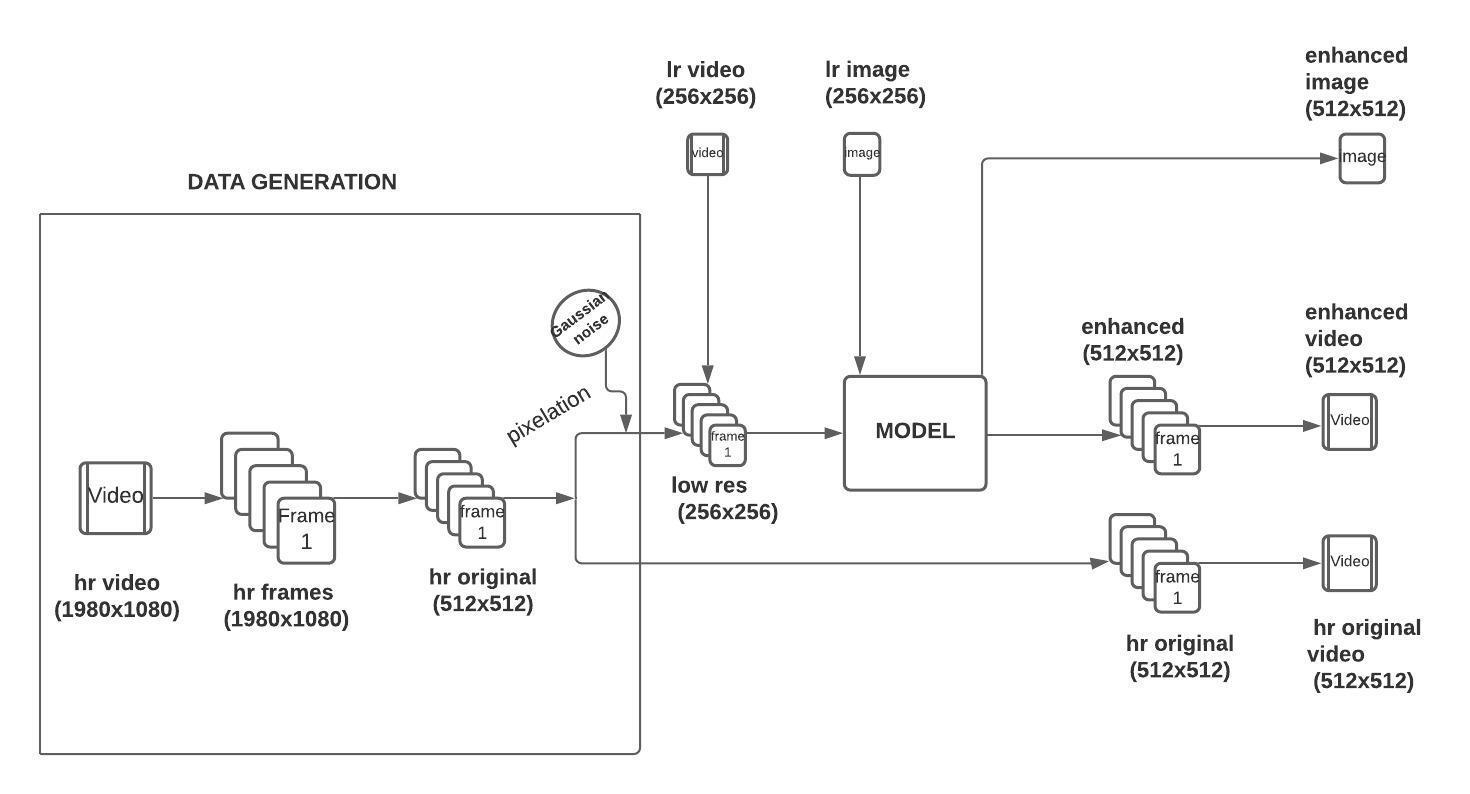 lr video
(256x256)
lr image
(256x256)
enhanced
image
(512x512)
video
image
image
DATA GENERATION
Gaussian
noise
pixelation
enhanced
(512x512)
enhanced
video
(512x512)
Video
Frame
1
frame
1
frame
1
MODEL
frame
1
Video
low res
(256x256)
hr video
(1980x1080)
hr frames
(1980x1080)
hr original
(512x512)
frame
1
Video
hr original
(512x512)
hr original
video
(512x512)